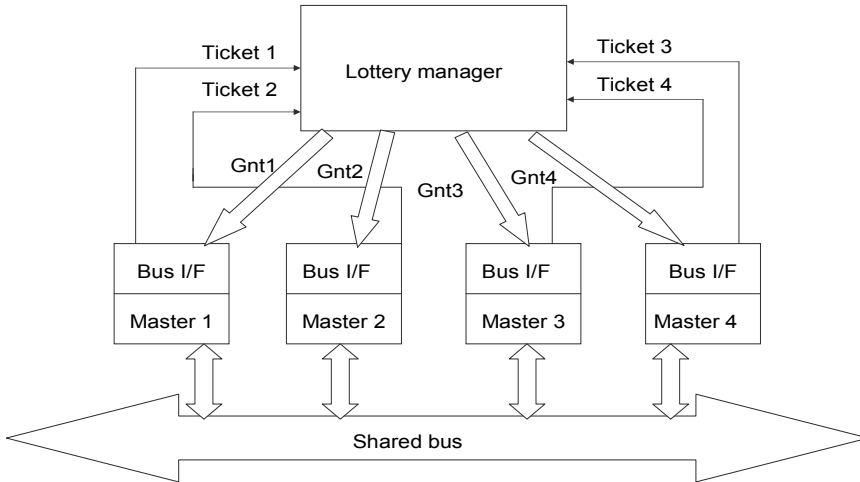 Ticket 1
Ticket 2
Lottery manager
Ticket 3
Ticket 4
Gnt1
Gnt2
Gnt3
Gnt4
Bus I/F
Master 1
Bus I/F
Master 2
Bus I/F
Master 3
Bus I/F
Master 4
Shared bus